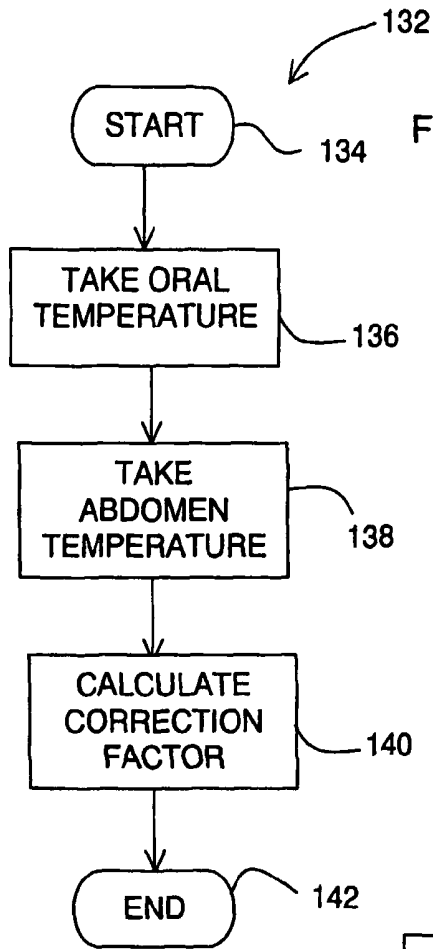 132
START
134
F
TAKE ORAL
TEMPERATURE
136
TAKE
ABDOMEN
TEMPERATURE
138
CALCULATE
CORRECTION
FACTOR
140
END
142